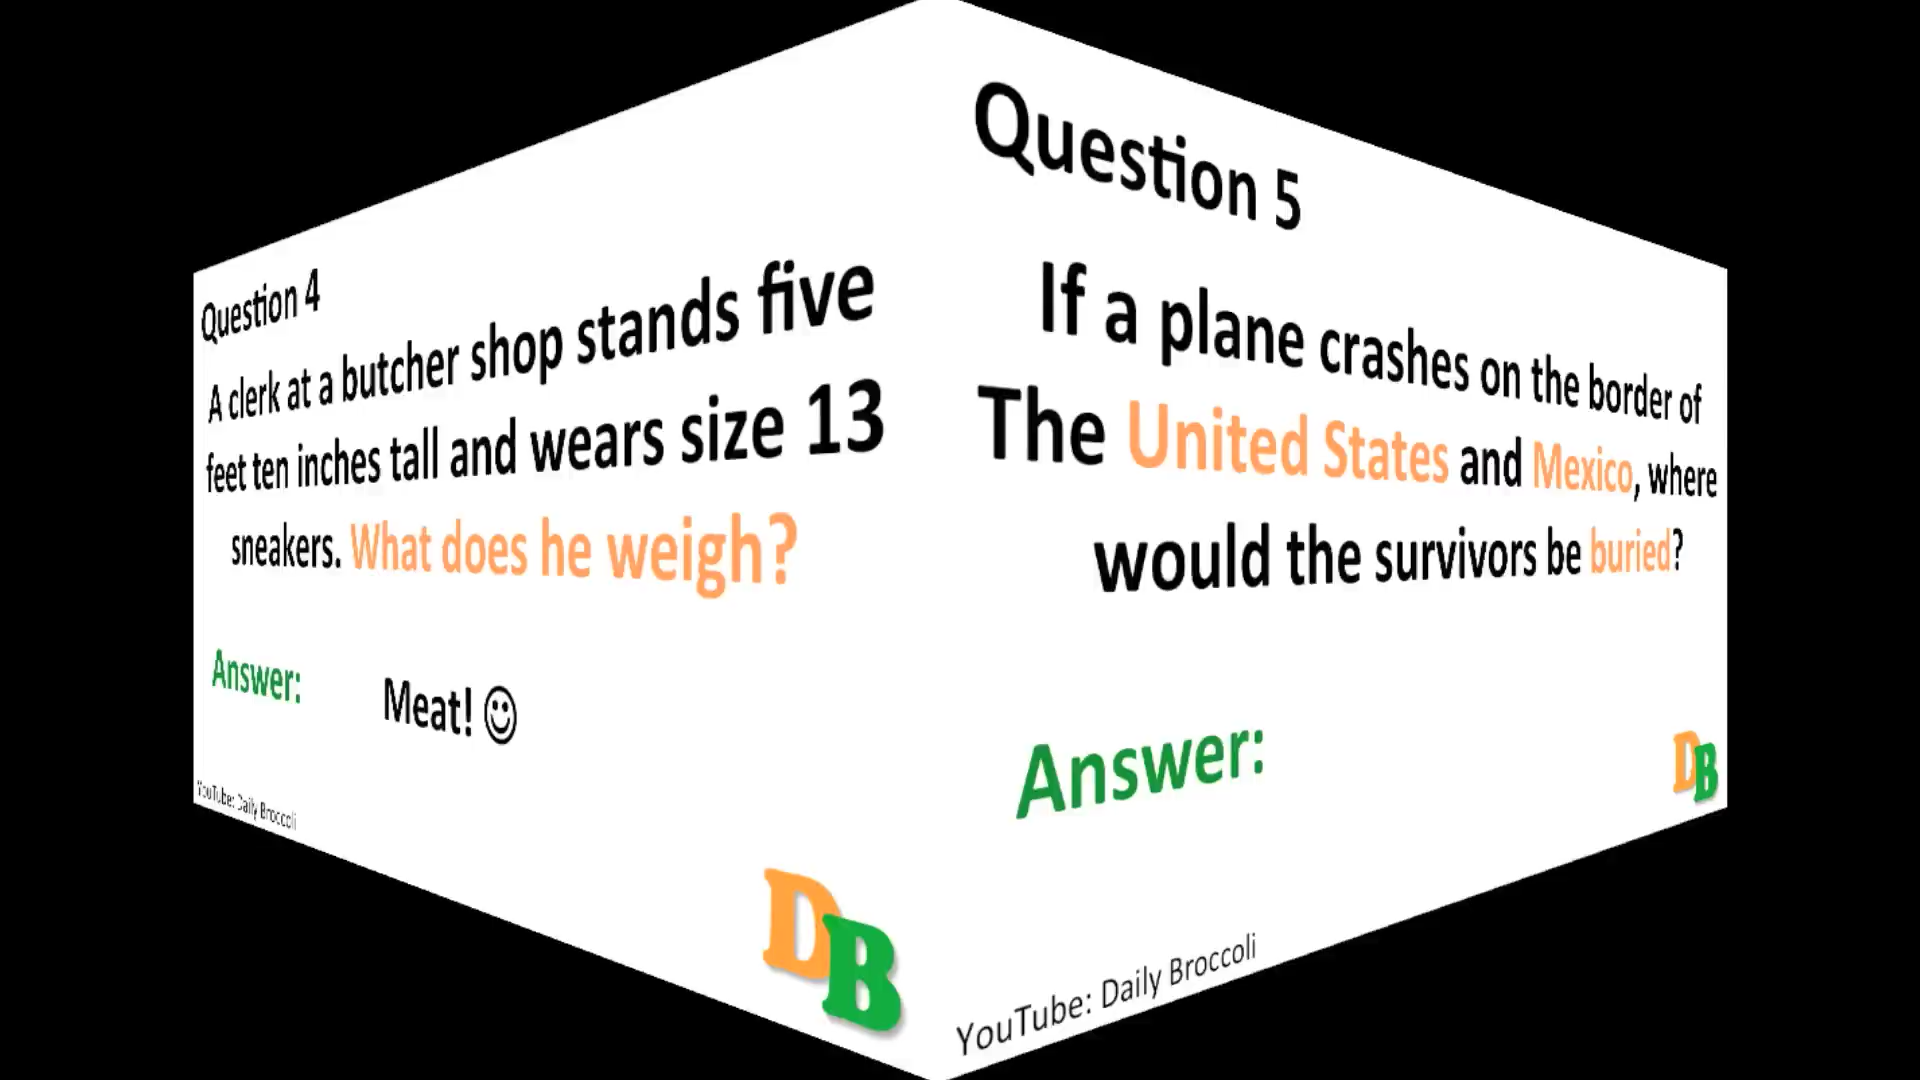 Question 4
A clerk at a butcher shop stands five
feet ten inches tall and wears size 13
sneakers. What does he weigh?
Answer: Meat! ☺
YouTube: Daily Broccoli
DB
Question 5
If a plane crashes on the border of
The United States and Mexico, where
would the survivors be buried?
Answer:
DB
YouTube: Daily Broccoli